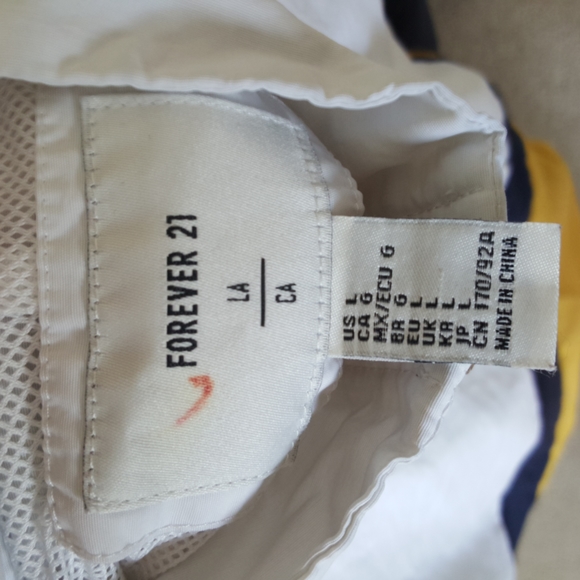 FOREVER 21
LA
CA
US L
CA G
MX/ECU G
BR G
EU L
UK L
KR L
JP L
CN 170/92A
MADE IN CHINA